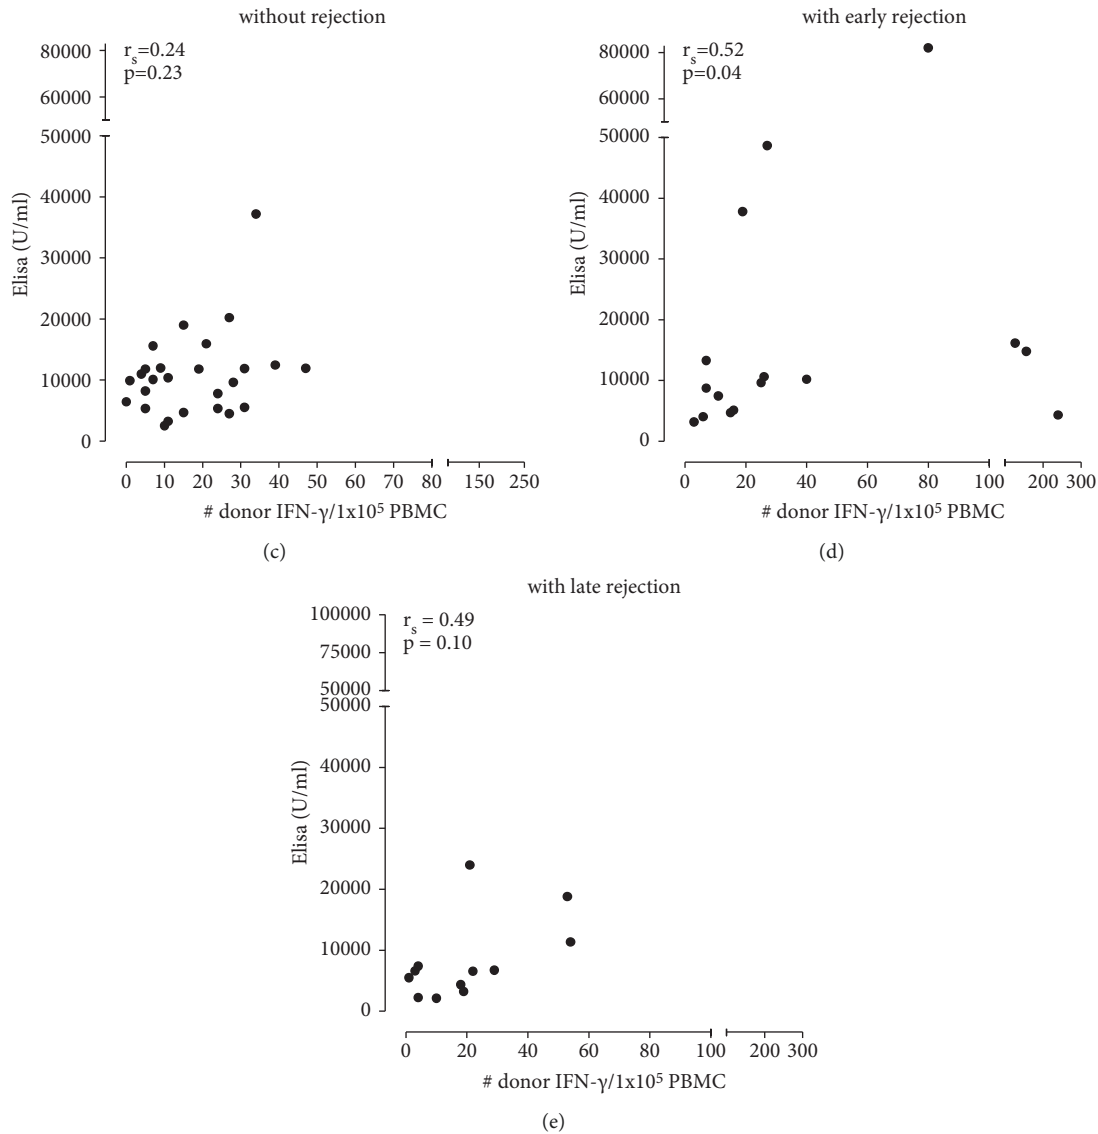 without rejection
r_s=0.24
p=0.23
80000
60000
50000
40000
30000
20000
10000
0
Elisa (U/ml)
0 10 20 30 40 50 60 70 80 150 250
# donor IFN-γ/1x10⁵ PBMC
(c)
with early rejection
r_s=0.52
p=0.04
80000
60000
50000
40000
30000
20000
10000
0
Elisa (U/ml)
0 20 40 60 80 100 200 300
# donor IFN-γ/1x10⁵ PBMC
(d)
with late rejection
r_s = 0.49
p = 0.10
100000
75000
50000
50000
40000
30000
20000
10000
0
Elisa (U/ml)
0 20 40 60 80 100 200 300
# donor IFN-γ/1x10⁵ PBMC
(e)